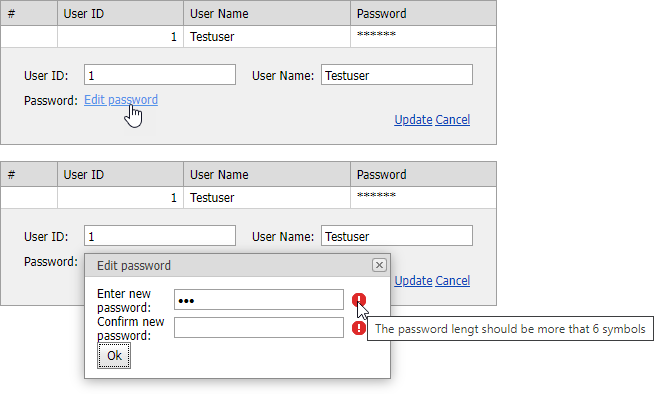 # User ID User Name Password
1 Testuser ******
User ID: 1 User Name: Testuser
Password: Edit password
Update Cancel
# User ID User Name Password
1 Testuser ******
User ID: 1 User Name: Testuser
Password:
Update Cancel
Edit password
Enter new
password: •••
Confirm new
password:
The password lengt should be more that 6 symbols
Ok